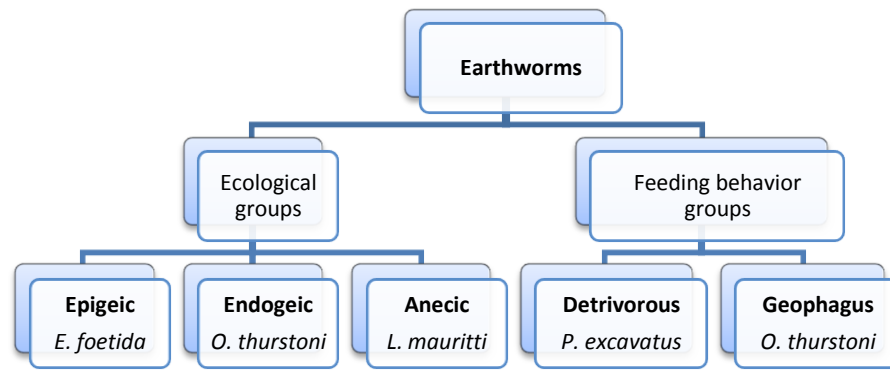 Earthworms
Ecological
groups
Feeding behavior
groups
Epigeic
E. foetida
Endogeic
O. thurstoni
Anecic
L. mauritti
Detrivorous
P. excavatus
Geophagus
O. thurstoni